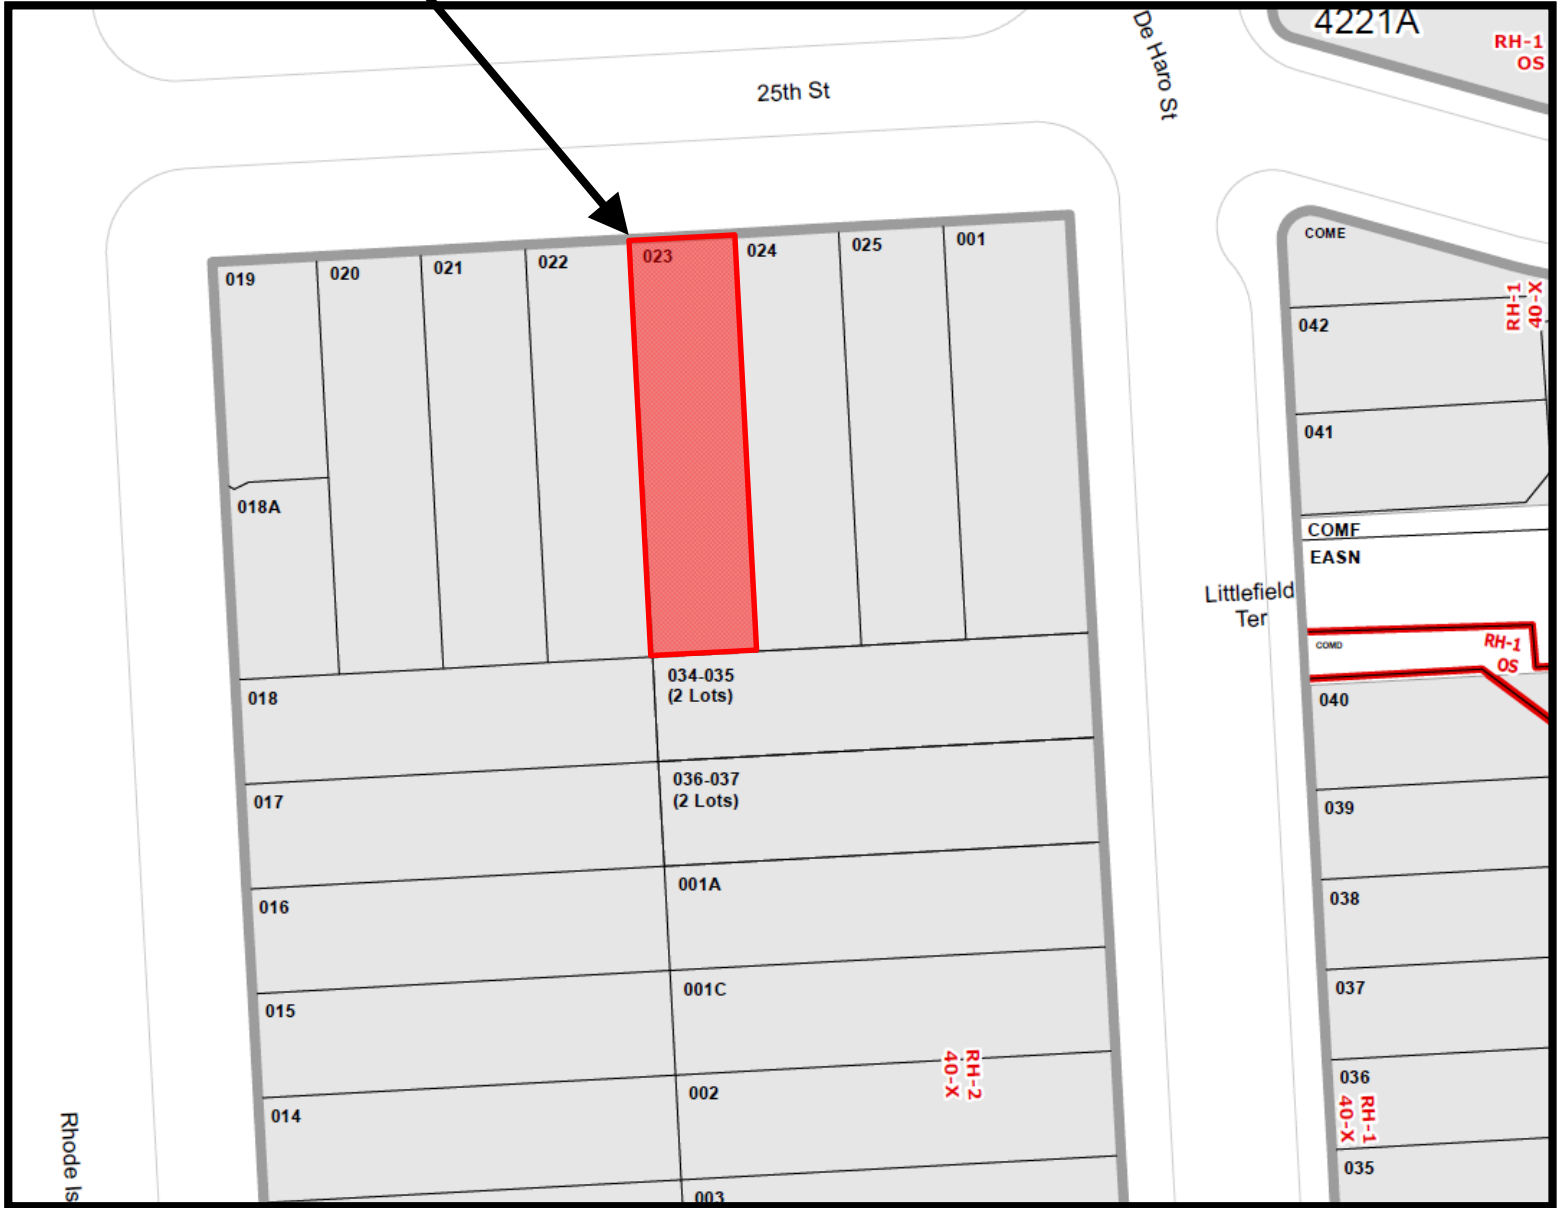 4221A
RH-1
OS
De Haro St
25th St
019
020
021
022
023
024
025
001
COME
RH-1
40-X
042
041
018A
COMF
EASN
Littlefield
Ter
COMD
RH-1
OS
034-035
(2 Lots)
018
040
036-037
(2 Lots)
017
039
001A
016
038
001C
015
037
RH-2
40-X
002
014
036
RH-1
40-X
035
Rhode Is
003